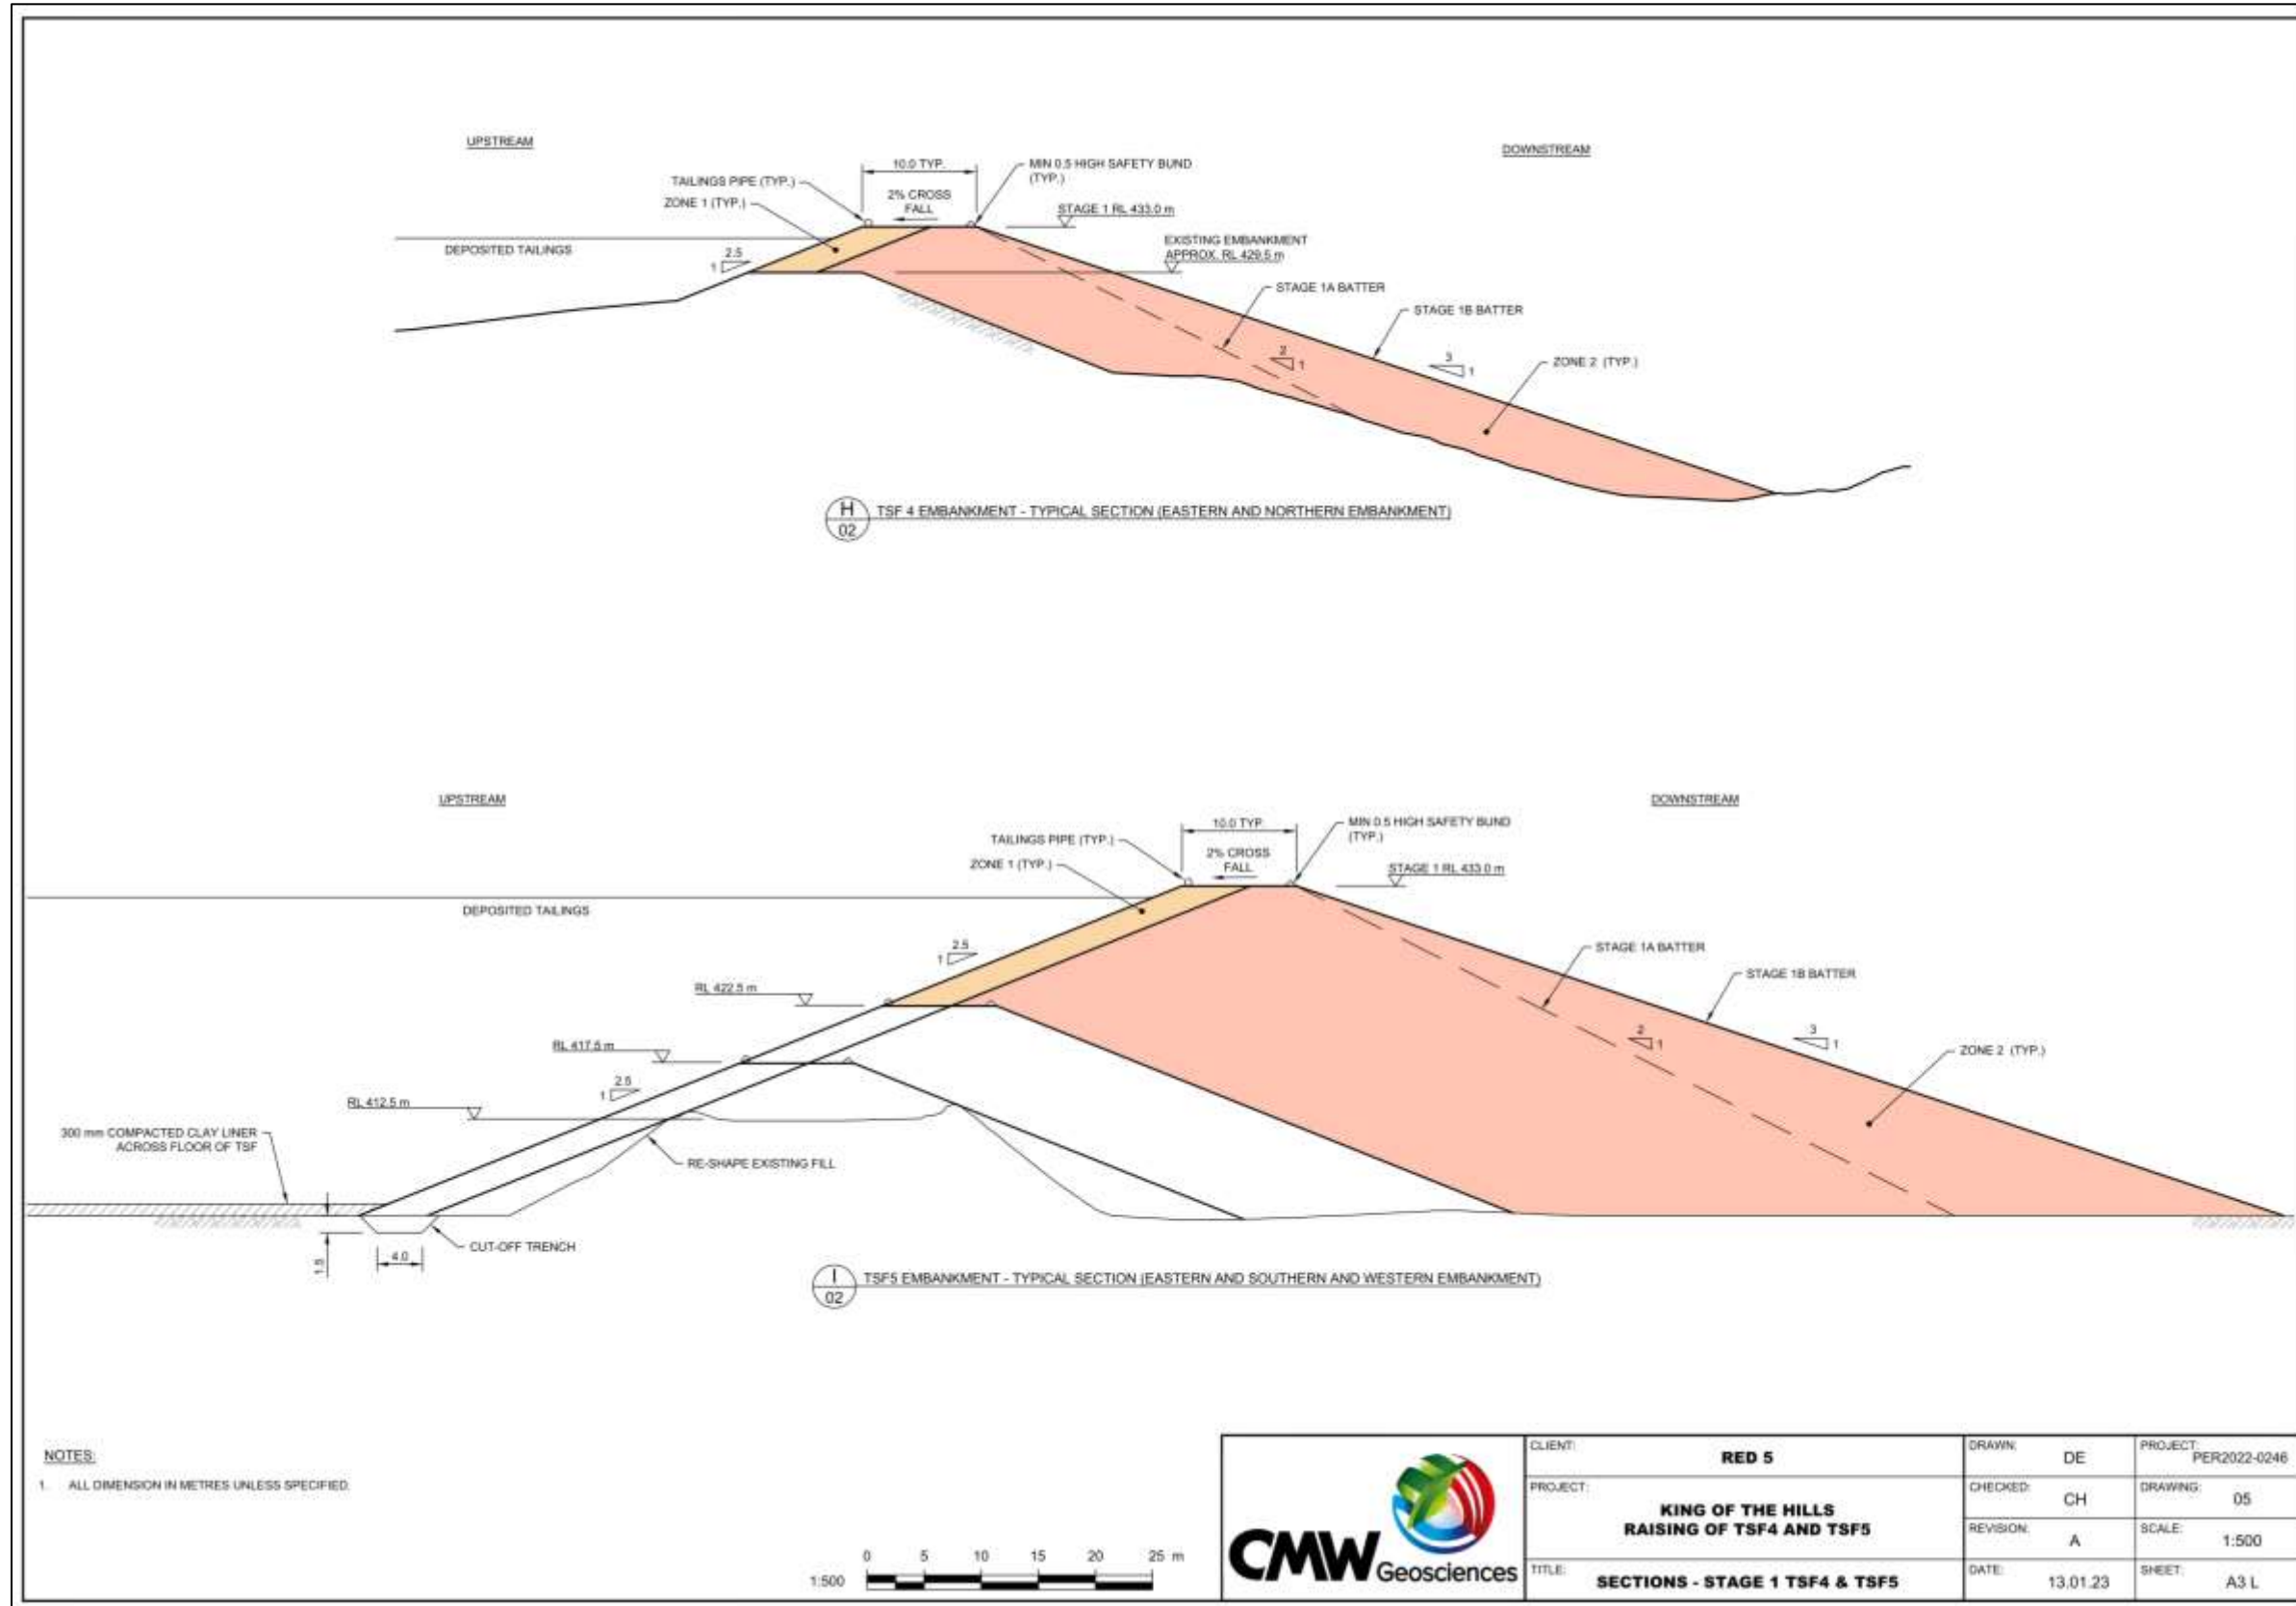 UPSTREAM
DOWNSTREAM
10.0 TYP.
MIN 0.5 HIGH SAFETY BUND
(TYP.)
TAILINGS PIPE (TYP.)
2% CROSS
FALL
ZONE 1 (TYP.)
STAGE 1 RL 433.0 m
DEPOSITED TAILINGS
2.5
1
EXISTING EMBANKMENT
APPROX. RL 429.5 m
STAGE 1A BATTER
STAGE 1B BATTER
2
1
3
1
ZONE 2 (TYP.)
H
02
TSF 4 EMBANKMENT - TYPICAL SECTION (EASTERN AND NORTHERN EMBANKMENT)
UPSTREAM
DOWNSTREAM
10.0 TYP.
MIN 0.5 HIGH SAFETY BUND
(TYP.)
TAILINGS PIPE (TYP.)
2% CROSS
FALL
ZONE 1 (TYP.)
STAGE 1 RL 433.0 m
DEPOSITED TAILINGS
2.5
1
STAGE 1A BATTER
STAGE 1B BATTER
RL 422.5 m
2
1
3
1
ZONE 2 (TYP.)
RL 417.5 m
2.5
1
RL 412.5 m
300 mm COMPACTED CLAY LINER
ACROSS FLOOR OF TSF
RE-SHAPE EXISTING FILL
CUT-OFF TRENCH
1.5
4.0
I
02
TSF5 EMBANKMENT - TYPICAL SECTION (EASTERN AND SOUTHERN AND WESTERN EMBANKMENT)
NOTES:
1. ALL DIMENSION IN METRES UNLESS SPECIFIED.
0 5 10 15 20 25 m
1:500
CMW Geosciences
CLIENT:
RED 5
PROJECT:
KING OF THE HILLS
RAISING OF TSF4 AND TSF5
TITLE:
SECTIONS - STAGE 1 TSF4 & TSF5
DRAWN:
DE
PROJECT:
PER2022-0246
CHECKED:
CH
DRAWING:
05
REVISION:
A
SCALE:
1:500
DATE:
13.01.23
SHEET:
A3 L